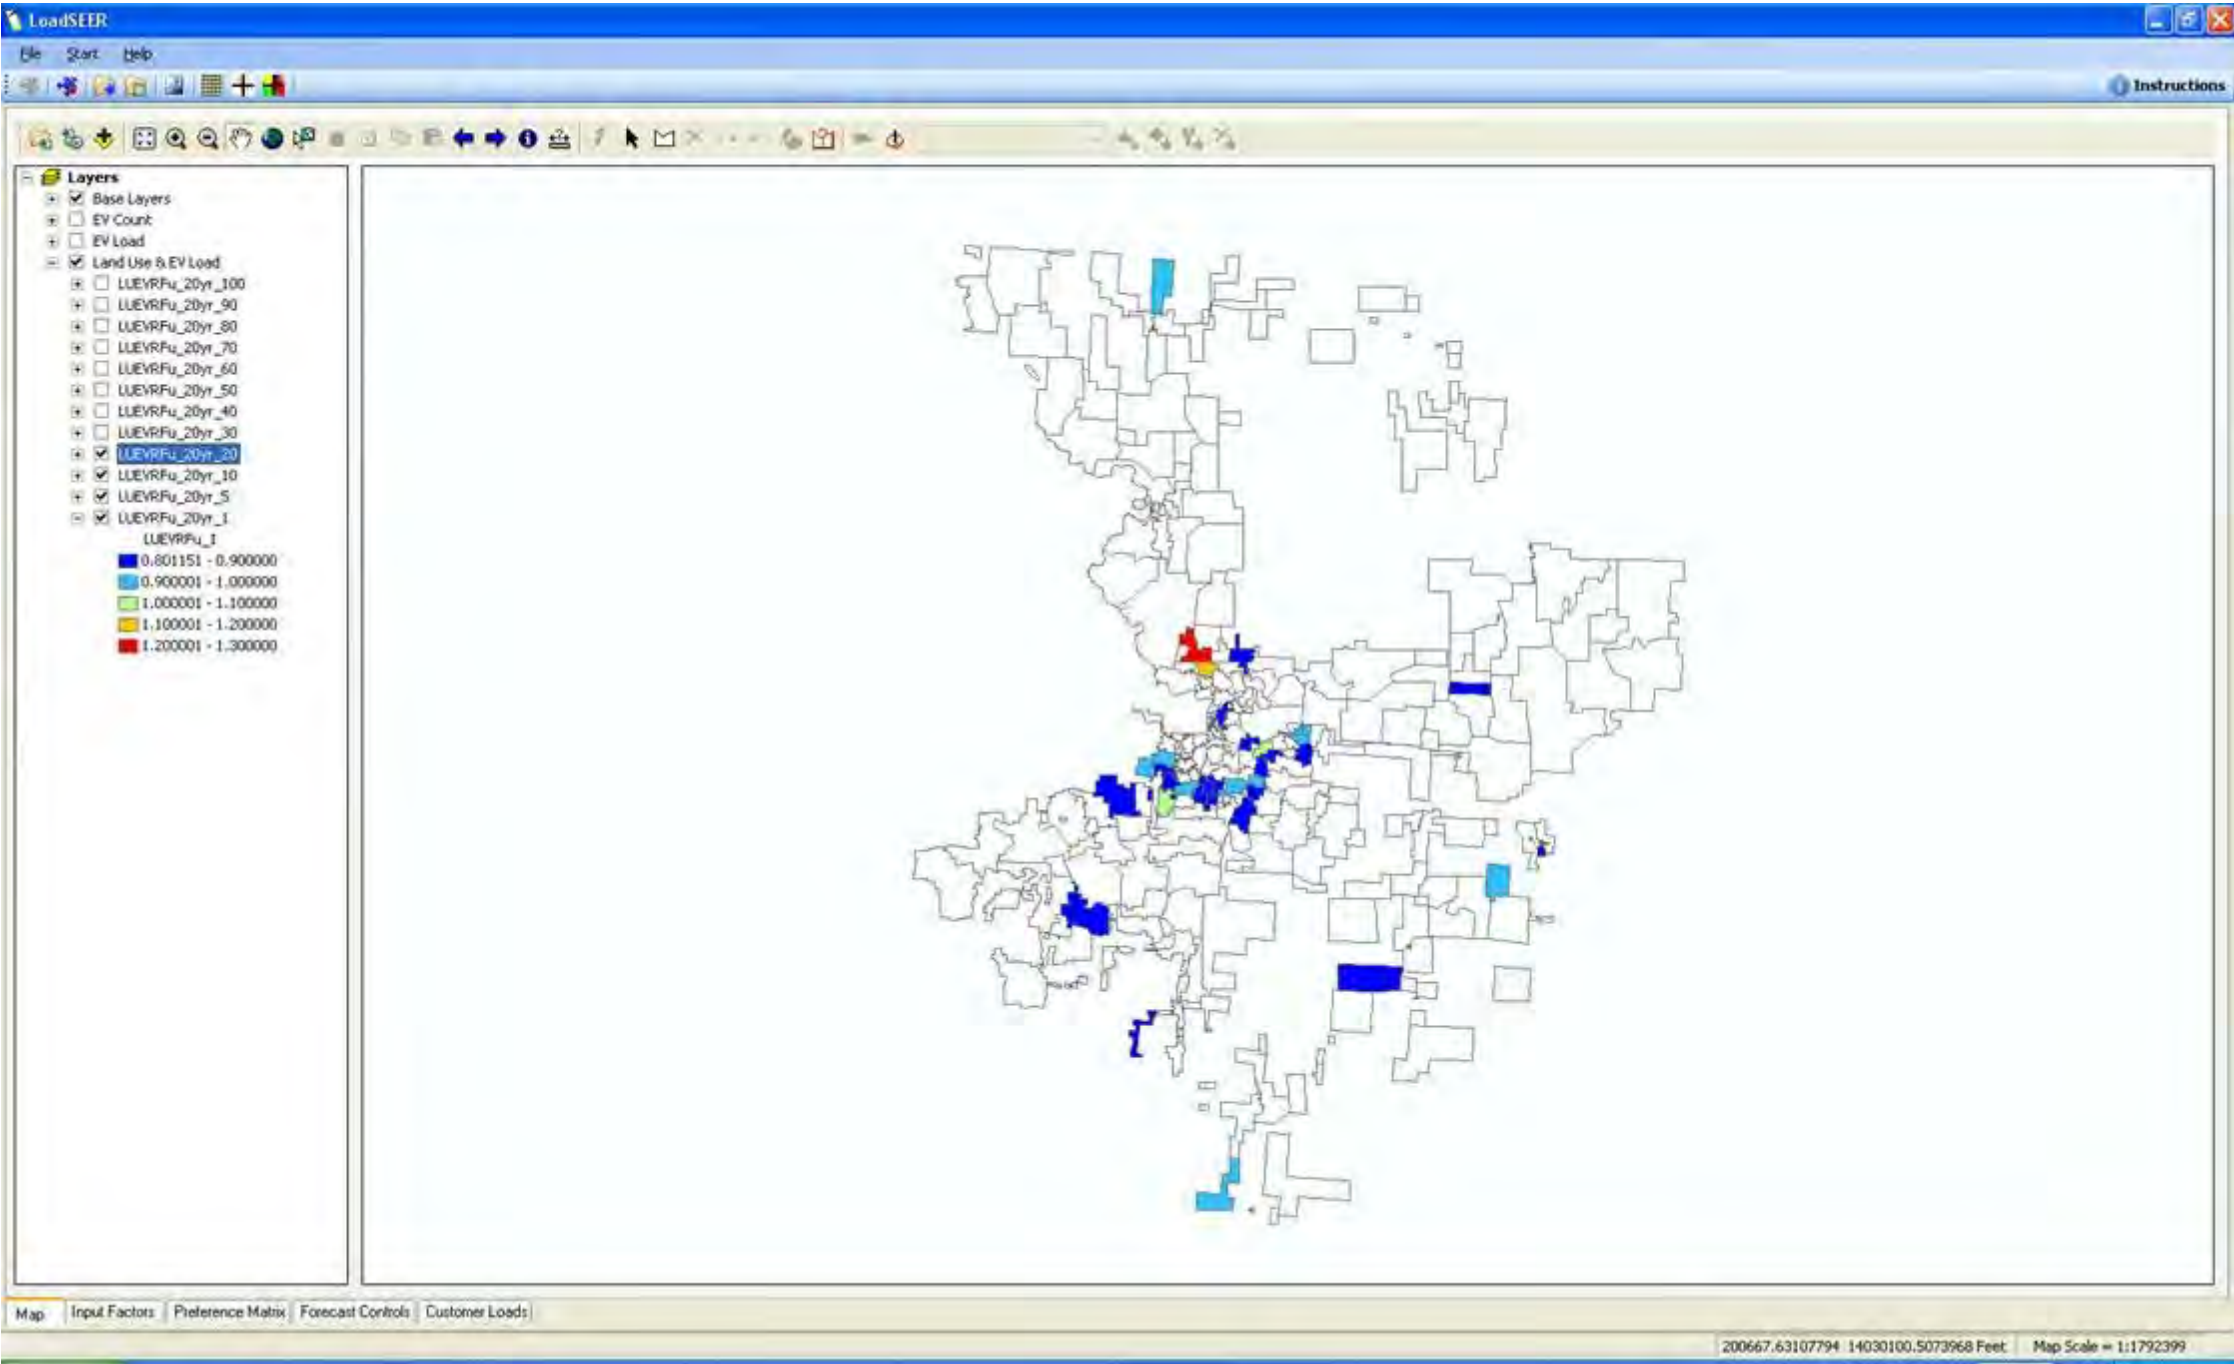 LoadSEER
File Start Help
Instructions
Layers
Base Layers
EV Count
EV Load
Land Use & EV Load
LUEVRFu_20yr_100
LUEVRFu_20yr_90
LUEVRFu_20yr_80
LUEVRFu_20yr_70
LUEVRFu_20yr_60
LUEVRFu_20yr_50
LUEVRFu_20yr_40
LUEVRFu_20yr_30
LUEVRFu_20yr_20
LUEVRFu_20yr_10
LUEVRFu_20yr_5
LUEVRFu_20yr_1
LUEVRFu_1
0.801151 - 0.900000
0.900001 - 1.000000
1.000001 - 1.100000
1.100001 - 1.200000
1.200001 - 1.300000
Map Input Factors Preference Matrix Forecast Controls Customer Loads
200667.63107794 14030100.5073968 Feet Map Scale = 1:1792399